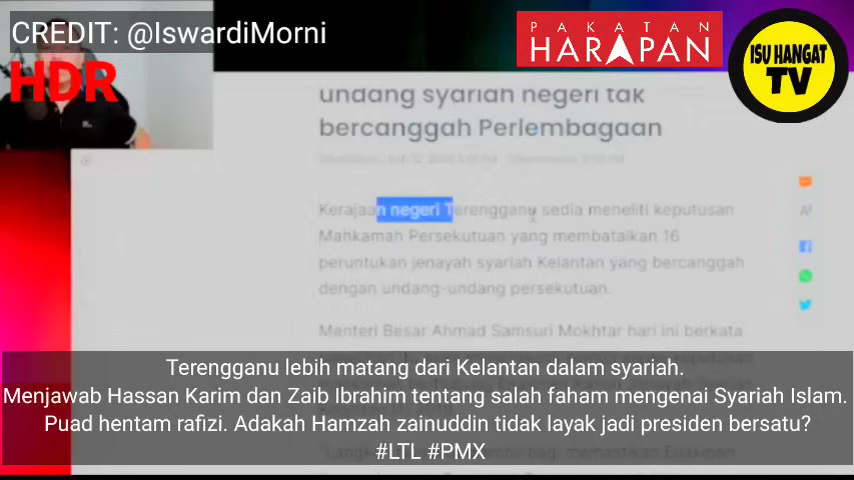 CREDIT: @IswardiMorni
PAKATAN
HARAPAN
ISU HANGAT
TV
HDR
undang syariah negeri tak
bercanggah Perlembagaan
Kerajaan negeri Terengganu sedia meneliti keputusan
Mahkamah Persekutuan yang membatalkan 16
peruntukan jenayah syariah Kelantan yang bercanggah
dengan undang-undang persekutuan.
Menteri Besar Ahmad Samsuri Mokhtar hari ini berkata
Terengganu lebih matang dari Kelantan dalam syariah.
Menjawab Hassan Karim dan Zaib Ibrahim tentang salah faham mengenai Syariah Islam.
Puad hentam rafizi. Adakah Hamzah zainuddin tidak layak jadi presiden bersatu?
#LTL #PMX